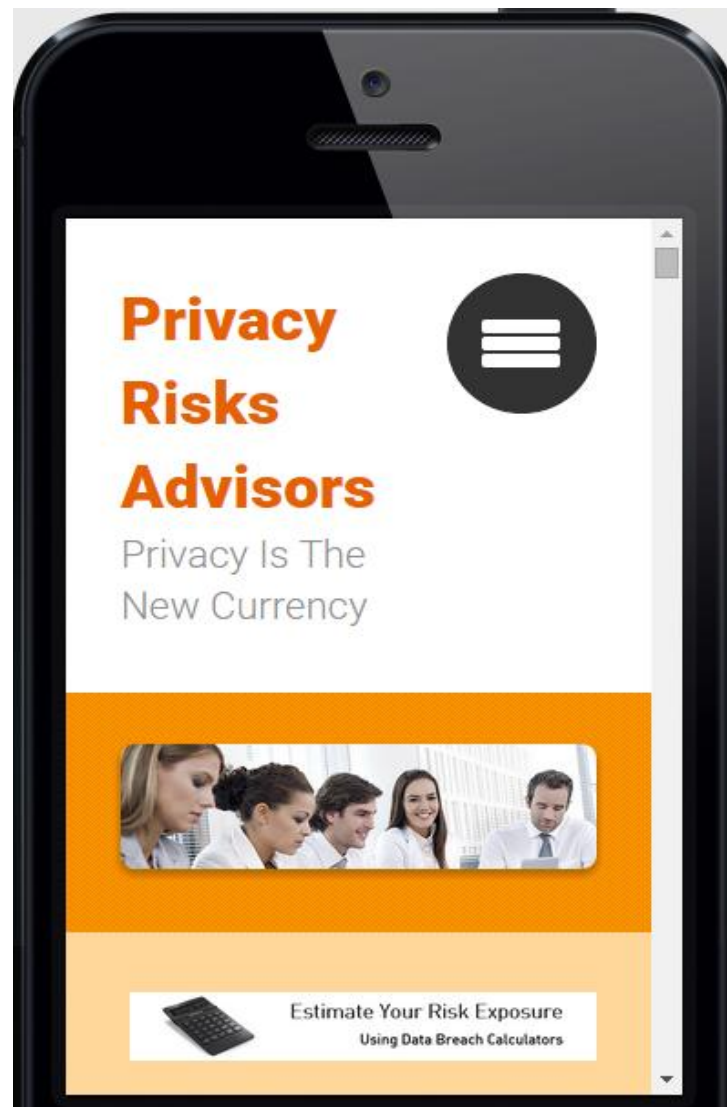 Privacy
Risks
Advisors
Privacy Is The
New Currency
Estimate Your Risk Exposure
Using Data Breach Calculators